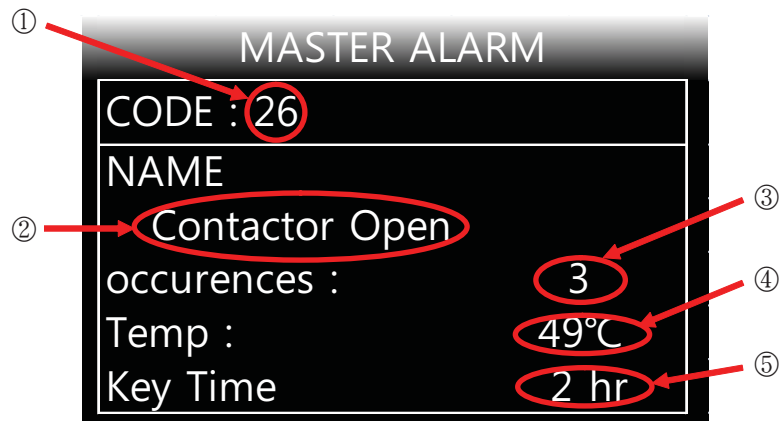 ①
MASTER ALARM
CODE : 26
NAME
② Contactor Open
③
occurences : 3
④
Temp : 49℃
⑤
Key Time 2 hr